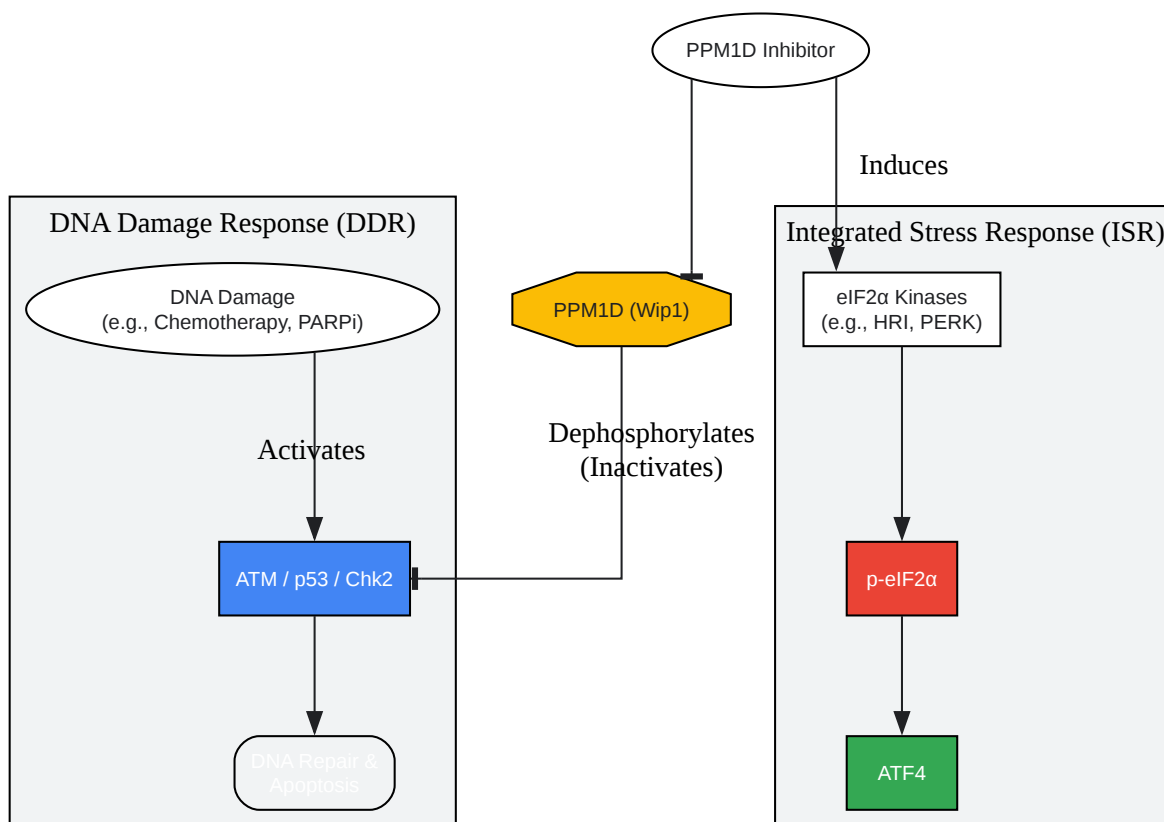 PPM1D Inhibitor
Induces
DNA Damage Response (DDR)
Integrated Stress Response (ISR)
DNA Damage
(e.g., Chemotherapy, PARPi)
PPM1D (Wip1)
eIF2α Kinases
(e.g., HRI, PERK)
Activates
Dephosphorylates
(Inactivates)
ATM / p53 / Chk2
p-eIF2α
DNA Repair &
Apoptosis
ATF4